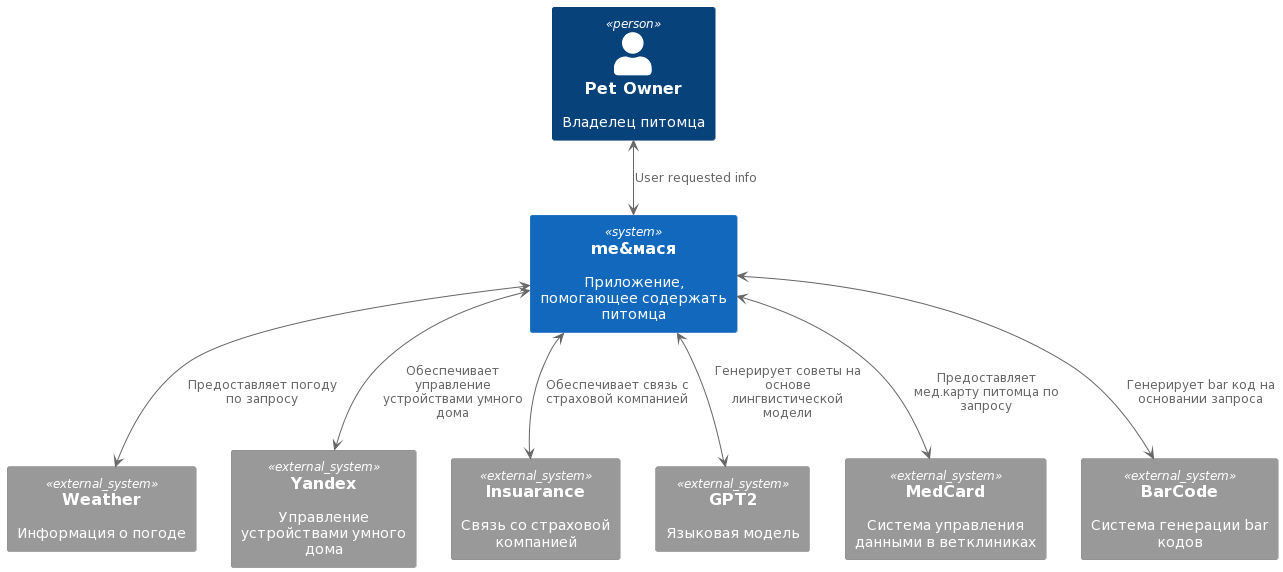 «person»
Pet Owner
Владелец питомца
User requested info
«system»
me&мася
Приложение,
помогающее содержать
питомца
Предоставляет погоду
по запросу
Обеспечивает
управление
устройствами умного
дома
Обеспечивает связь с
страховой компанией
Генерирует советы на
основе
лингвистической
модели
Предоставляет
мед.карту питомца по
запросу
Генерирует bar код на
основании запроса
«external_system»
Weather
Информация о погоде
«external_system»
Yandex
Управление
устройствами умного
дома
«external_system»
Insuarance
Связь со страховой
компанией
«external_system»
GPT2
Языковая модель
«external_system»
MedCard
Система управления
данными в ветклиниках
«external_system»
BarCode
Система генерации bar
кодов